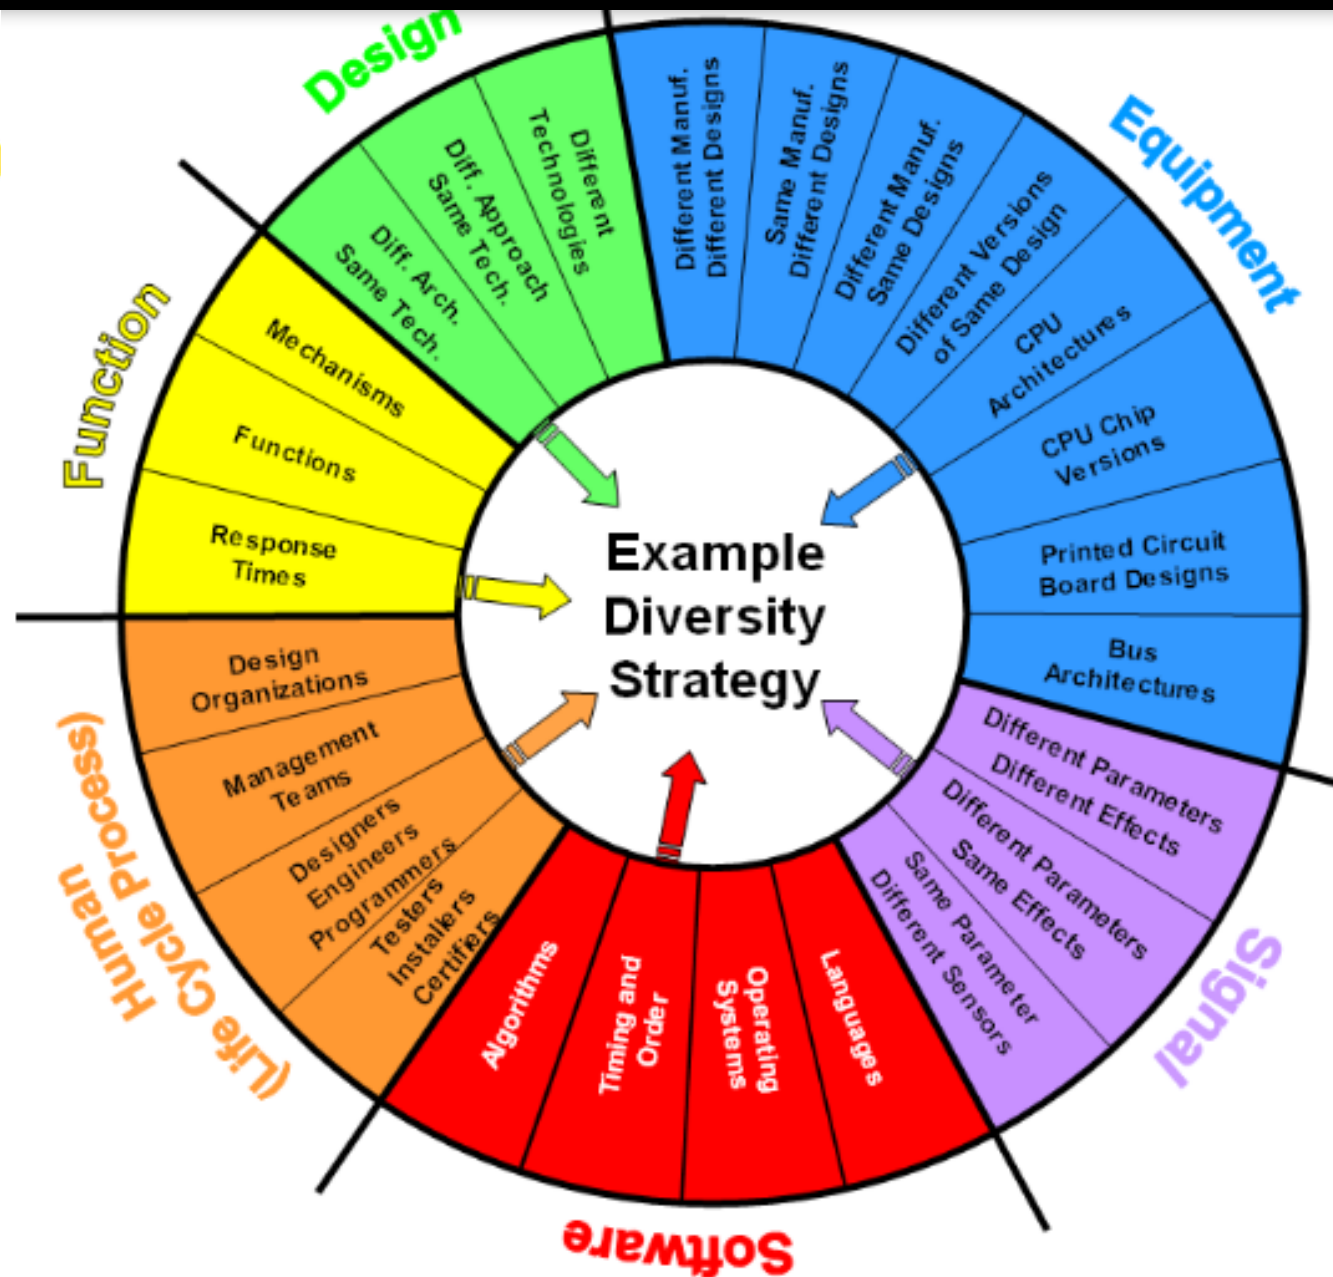 Design
Different
Technologies
Diff. Approach
Same Tech.
Diff. Arch.
Same Tech.
Equipment
Different Manuf.
Different Designs
Same Manuf.
Different Designs
Different Manuf.
Same Designs
Different Versions
of Same Design
CPU
Architectures
CPU Chip
Versions
Printed Circuit
Board Designs
Bus
Architectures
Signal
Different Parameters
Different Effects
Different Parameters
Same Effects
Same Parameter
Different Sensors
Software
Languages
Operating
Systems
Timing and
Order
Algorithms
Human
(Life Cycle Process)
Testers
Installers
Certifiers
Designers
Engineers
Programmers
Management
Teams
Design
Organizations
Function
Response
Times
Functions
Mechanisms
Example
Diversity
Strategy